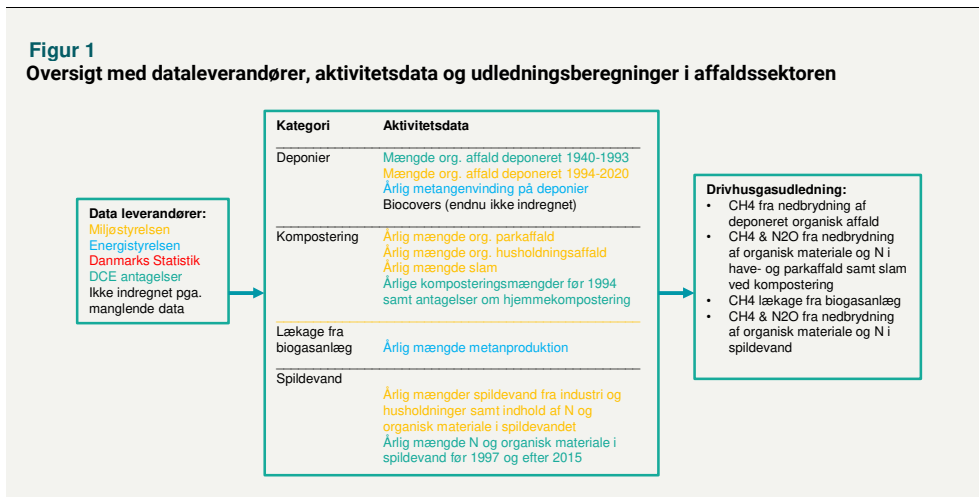 Figur 1
Oversigt med dataleverandører, aktivitetsdata og udledningsberegninger i affaldssektoren
Data leverandører:
Miljøstyrelsen
Energistyrelsen
Danmarks Statistik
DCE antagelser
Ikke indregnet pga.
manglende data
Kategori Aktivitetsdata
Deponier Mængde org. affald deponeret 1940-1993
Mængde org. affald deponeret 1994-2020
Årlig metangenvinding på deponier
Biocovers (endnu ikke indregnet)
Kompostering Årlig mængde org. parkaffald
Årlig mængde org. husholdningsaffald
Årlig mængde slam
Årlige komposteringsmængder før 1994
samt antagelser om hjemmekompostering
Lækage fra
biogasanlæg Årlig mængde metanproduktion
Spildevand
Årlig mængder spildevand fra industri og
husholdninger samt indhold af N og
organisk materiale i spildevandet
Årlig mængde N og organisk materiale i
spildevand før 1997 og efter 2015
Drivhusgasudledning:
• CH4 fra nedbrydning af
deponeret organisk affald
• CH4 & N2O fra nedbrydning
af organisk materiale og N i
have- og parkaffald samt slam
ved kompostering
• CH4 lækage fra biogasanlæg
• CH4 & N2O fra nedbrydning
af organisk materiale og N i
spildevand